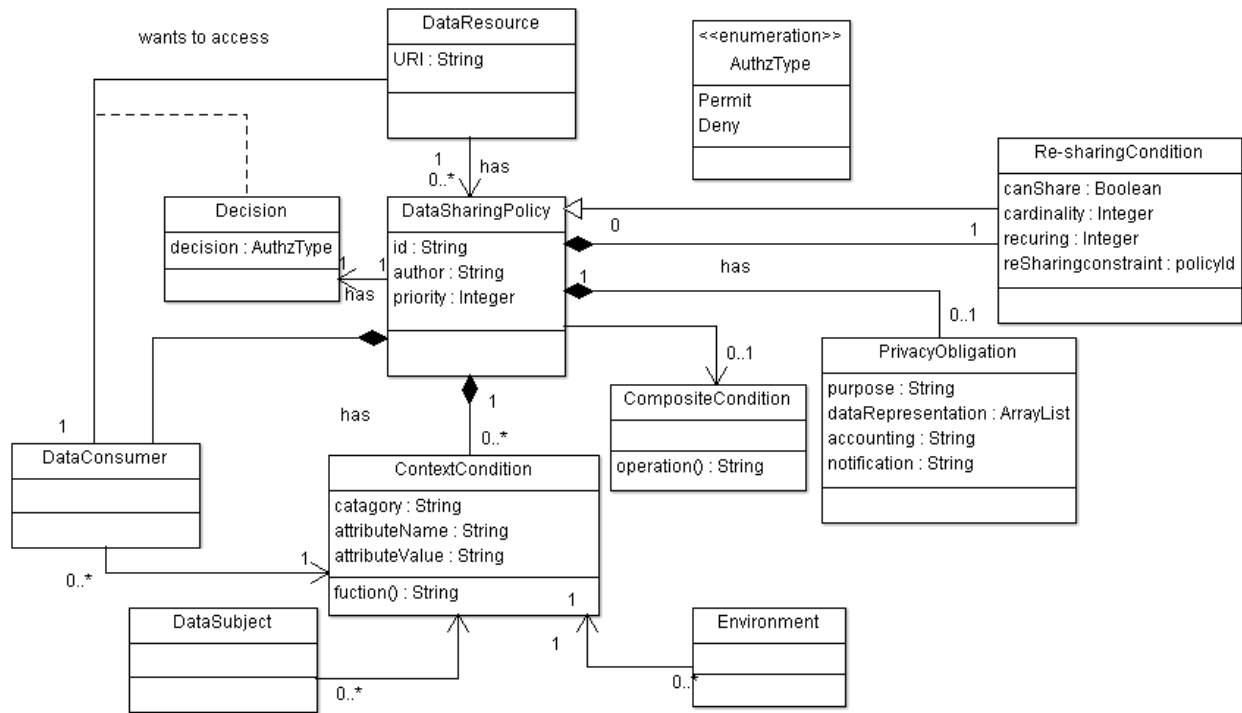 DataResource
URI : String
wants to access
<<enumeration>>
AuthzType
Permit
Deny
1
0..*
has
Re-sharingCondition
canShare : Boolean
cardinality : Integer
recuring : Integer
reSharingconstraint : policyId
Decision
decision : AuthzType
DataSharingPolicy
id : String
author : String
priority : Integer
0
1
1
1
has
has
1
0..1
0..1
PrivacyObligation
purpose : String
dataRepresentation : ArrayList
accounting : String
notification : String
CompositeCondition
operation() : String
1
has
1
0..*
DataConsumer
ContextCondition
catagory : String
attributeName : String
attributeValue : String
fuction() : String
1
0..*
1
1
DataSubject
0..*
Environment
0..*